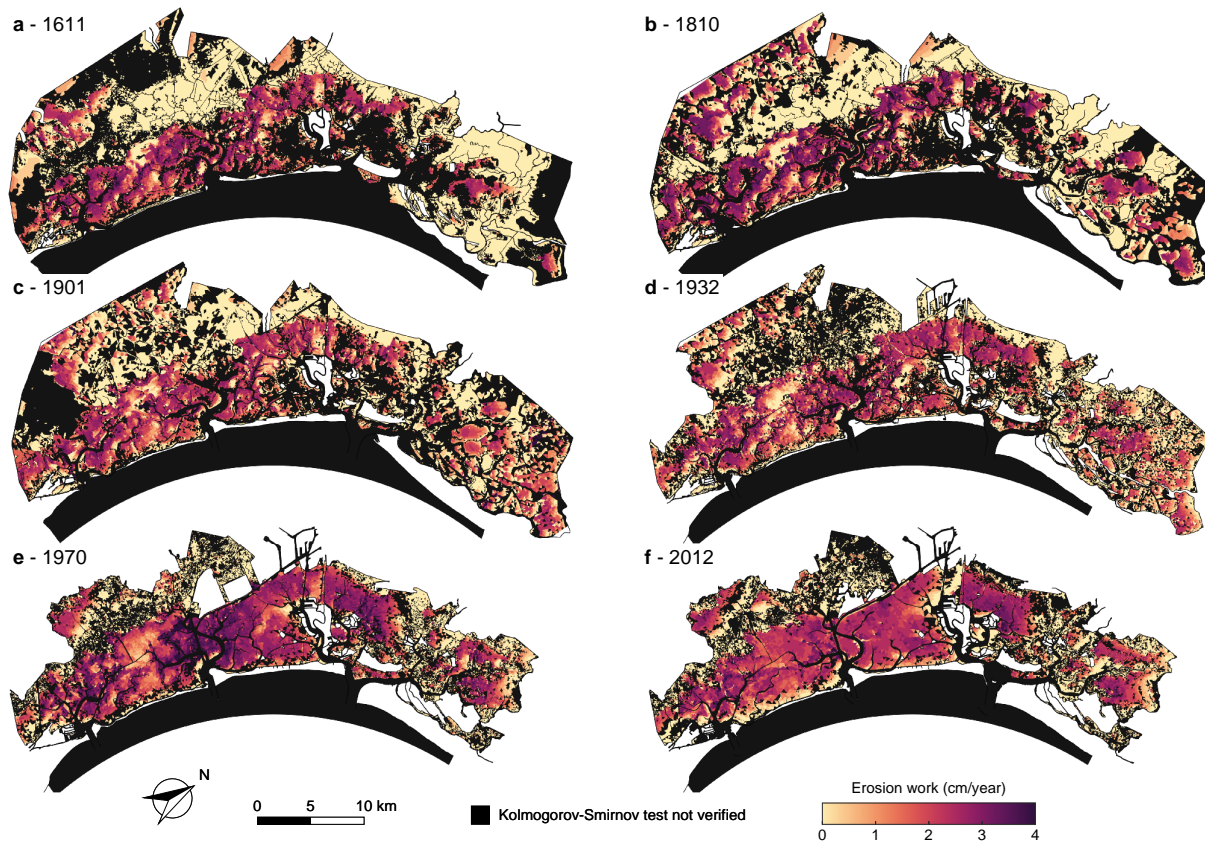 a - 1611
b - 1810
c - 1901
d - 1932
e - 1970
f - 2012
N
0 5 10 km
Kolmogorov-Smirnov test not verified
Erosion work (cm/year)
0 1 2 3 4